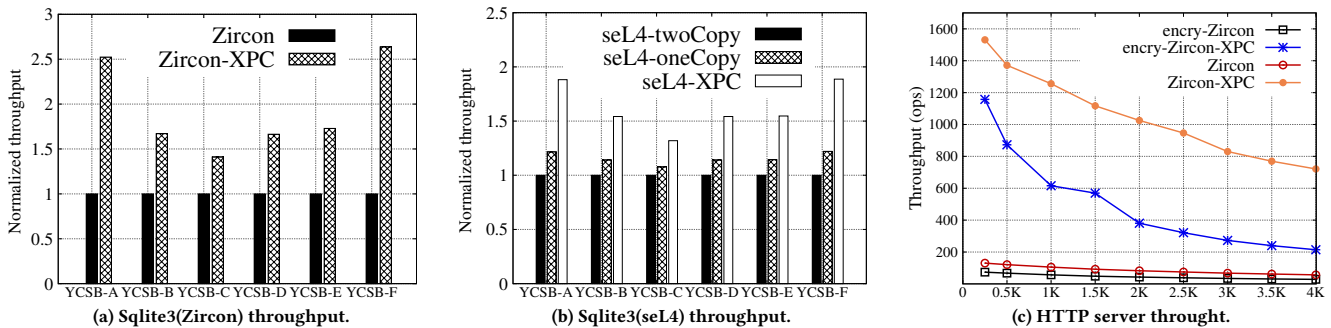 Normalized throughput
3
2.5
2
1.5
1
0.5
0
Zircon
Zircon-XPC
YCSB-A YCSB-B YCSB-C YCSB-D YCSB-E YCSB-F
(a) Sqlite3(Zircon) throughput.
Normalized throughput
2.5
2
1.5
1
0.5
0
seL4-twoCopy
seL4-oneCopy
seL4-XPC
YCSB-A YCSB-B YCSB-C YCSB-D YCSB-E YCSB-F
(b) Sqlite3(seL4) throughput.
Throughput (ops)
1600
1400
1200
1000
800
600
400
200
encry-Zircon
encry-Zircon-XPC
Zircon
Zircon-XPC
0 0.5K 1K 1.5K 2K 2.5K 3K 3.5K 4K
(c) HTTP server throught.